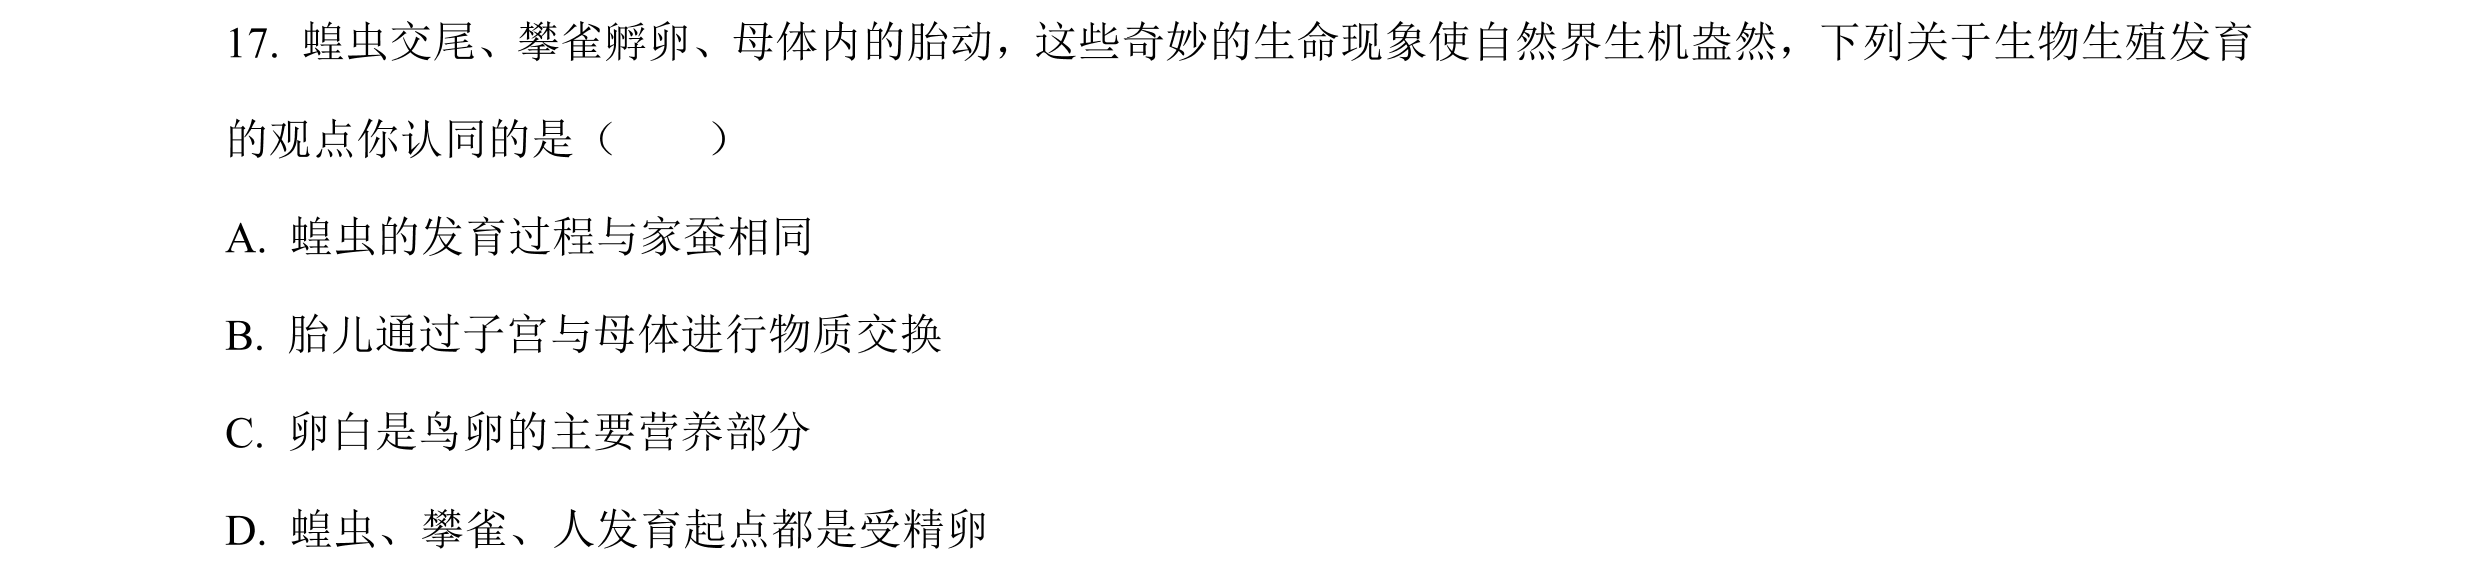 17. 蝗虫交尾、攀雀孵卵、母体内的胎动，这些奇妙的生命现象使自然界生机盎然，下列关于生物生殖发育
的观点你认同的是（　　）
A. 蝗虫的发育过程与家蚕相同
B. 胎儿通过子宫与母体进行物质交换
C. 卵白是鸟卵的主要营养部分
D. 蝗虫、攀雀、人发育起点都是受精卵